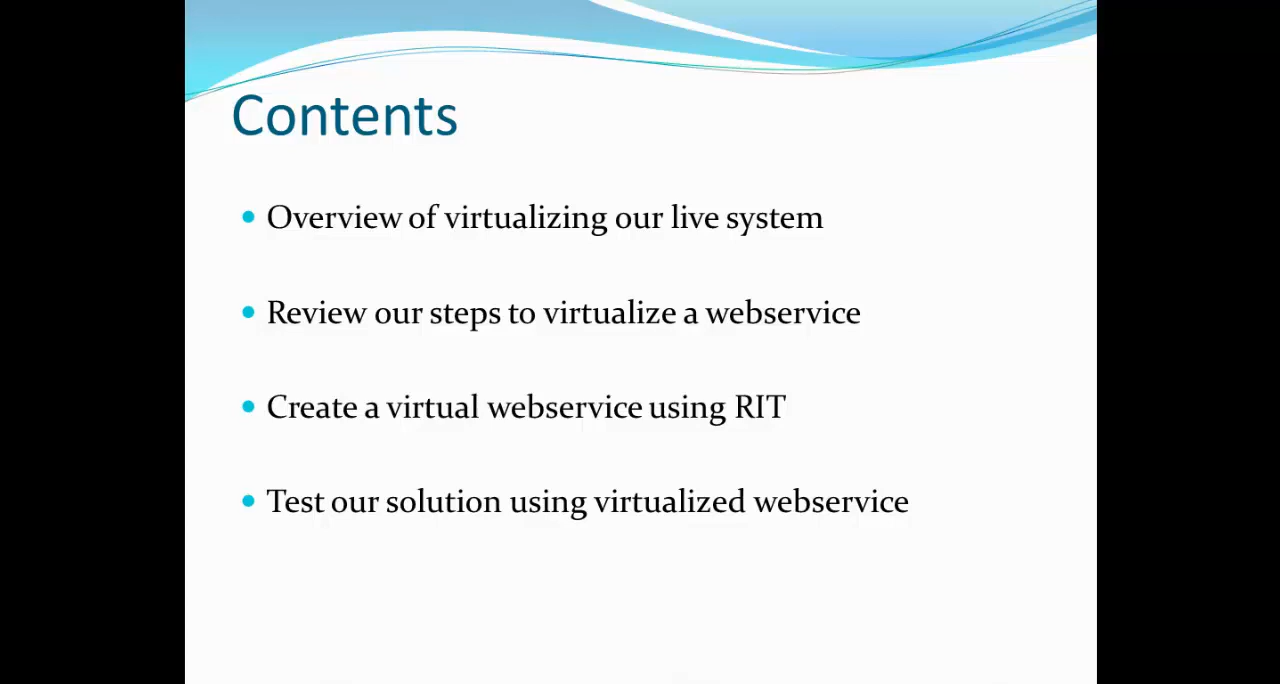 Contents
Overview of virtualizing our live system
Review our steps to virtualize a webservice
Create a virtual webservice using RIT
Test our solution using virtualized webservice